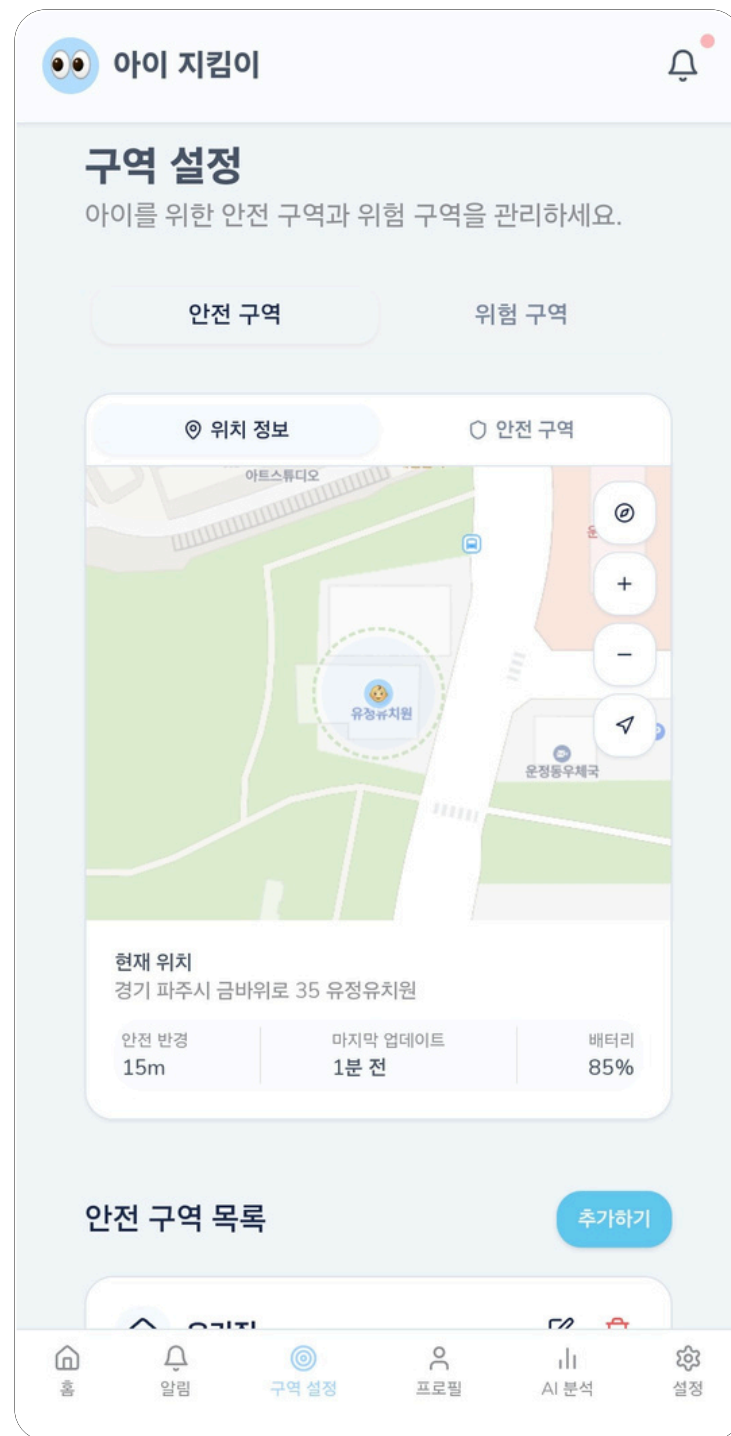 아이 지킴이
구역 설정
아이를 위한 안전 구역과 위험 구역을 관리하세요.
안전 구역
위험 구역
위치 정보
안전 구역
아트스튜디오
유정유치원
운정동우체국
현재 위치
경기 파주시 금바위로 35 유정유치원
안전 반경
마지막 업데이트
배터리
15m
1분 전
85%
안전 구역 목록
추가하기
홈
알림
구역 설정
프로필
AI 분석
설정